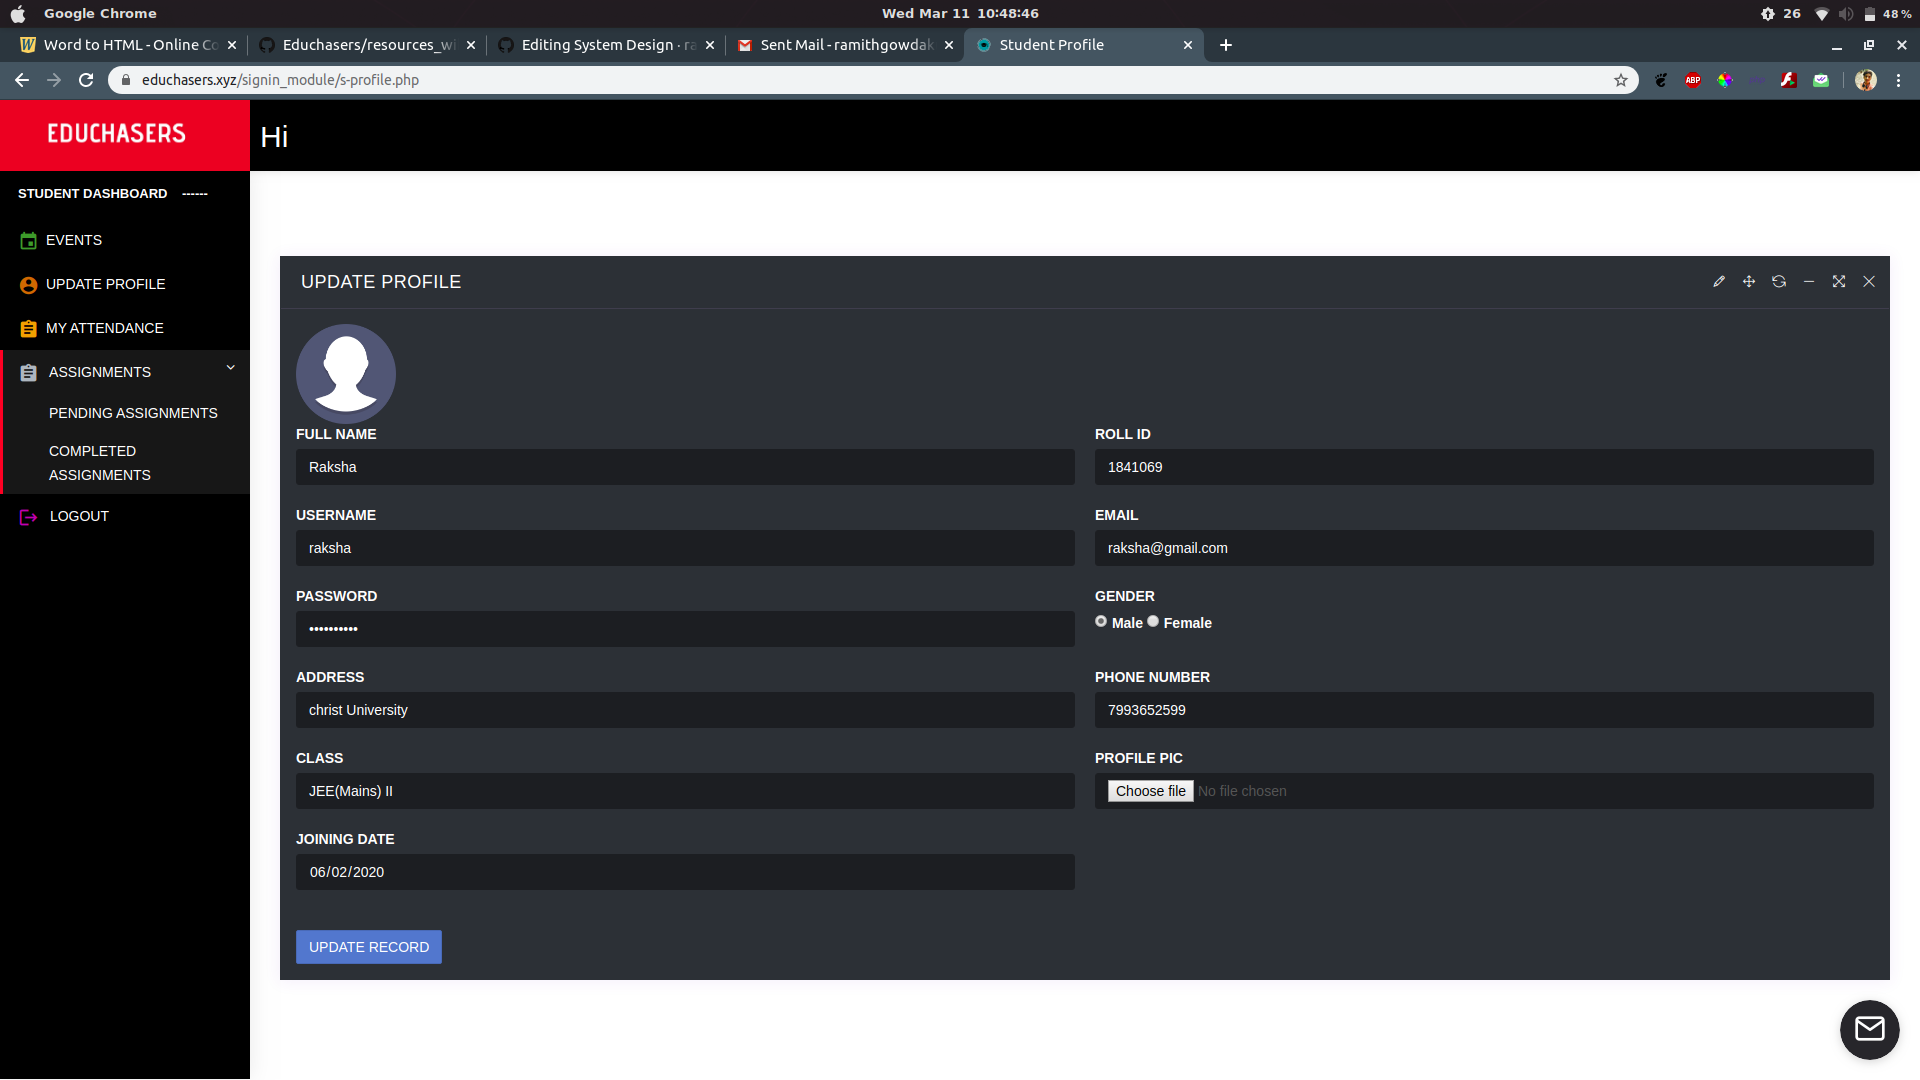 Google Chrome
Wed Mar 11 10:48:46
26
48 %
Word to HTML - Online Co
Educhasers/resources_wi
Editing System Design · ra
Sent Mail - ramithgowdak
Student Profile
educhasers.xyz/signin_module/s-profile.php
ABP
EDUCHASERS
Hi
STUDENT DASHBOARD ------
EVENTS
UPDATE PROFILE
MY ATTENDANCE
ASSIGNMENTS
PENDING ASSIGNMENTS
COMPLETED
ASSIGNMENTS
LOGOUT
UPDATE PROFILE
FULL NAME
Raksha
ROLL ID
1841069
USERNAME
raksha
EMAIL
raksha@gmail.com
PASSWORD
••••••••••
GENDER
Male Female
ADDRESS
christ University
PHONE NUMBER
7993652599
CLASS
JEE(Mains) II
PROFILE PIC
Choose file No file chosen
JOINING DATE
06/02/2020
UPDATE RECORD